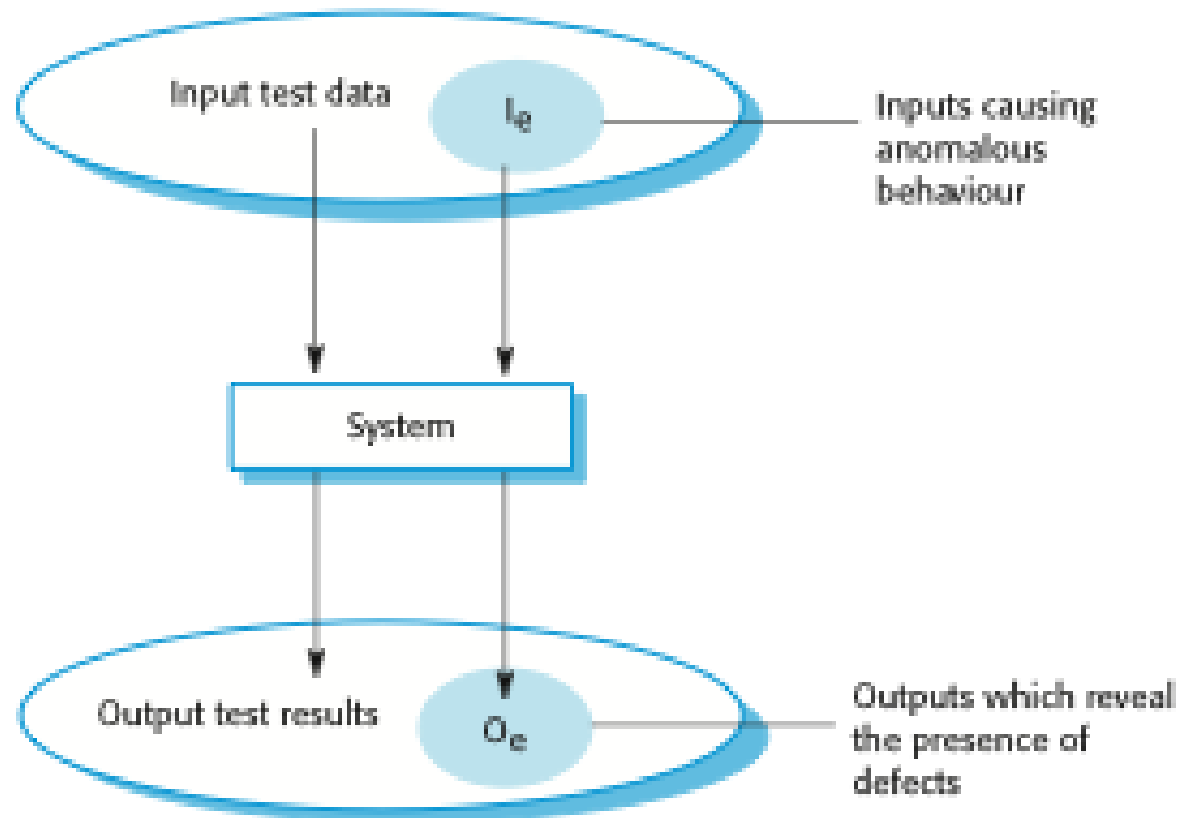 Input test data
Ie
Inputs causing
anomalous
behaviour
System
Output test results
Oe
Outputs which reveal
the presence of
defects